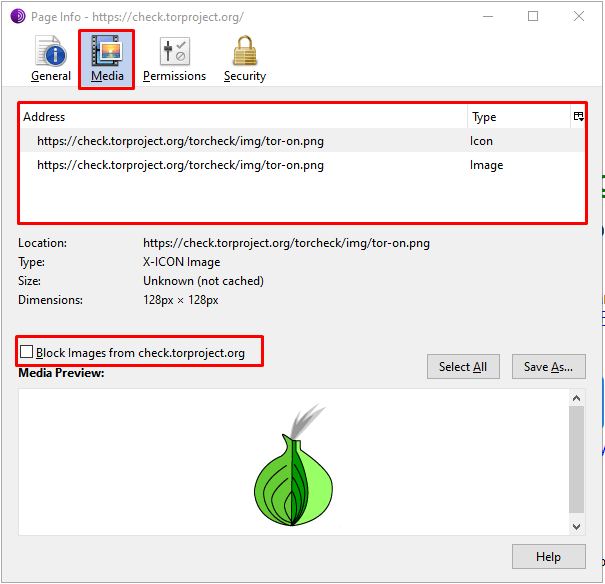 Page Info - https://check.torproject.org/
General Media Permissions Security
Address Type
https://check.torproject.org/torcheck/img/tor-on.png Icon
https://check.torproject.org/torcheck/img/tor-on.png Image
Location: https://check.torproject.org/torcheck/img/tor-on.png
Type: X-ICON Image
Size: Unknown (not cached)
Dimensions: 128px × 128px
Block Images from check.torproject.org
Select All Save As...
Media Preview:
Help